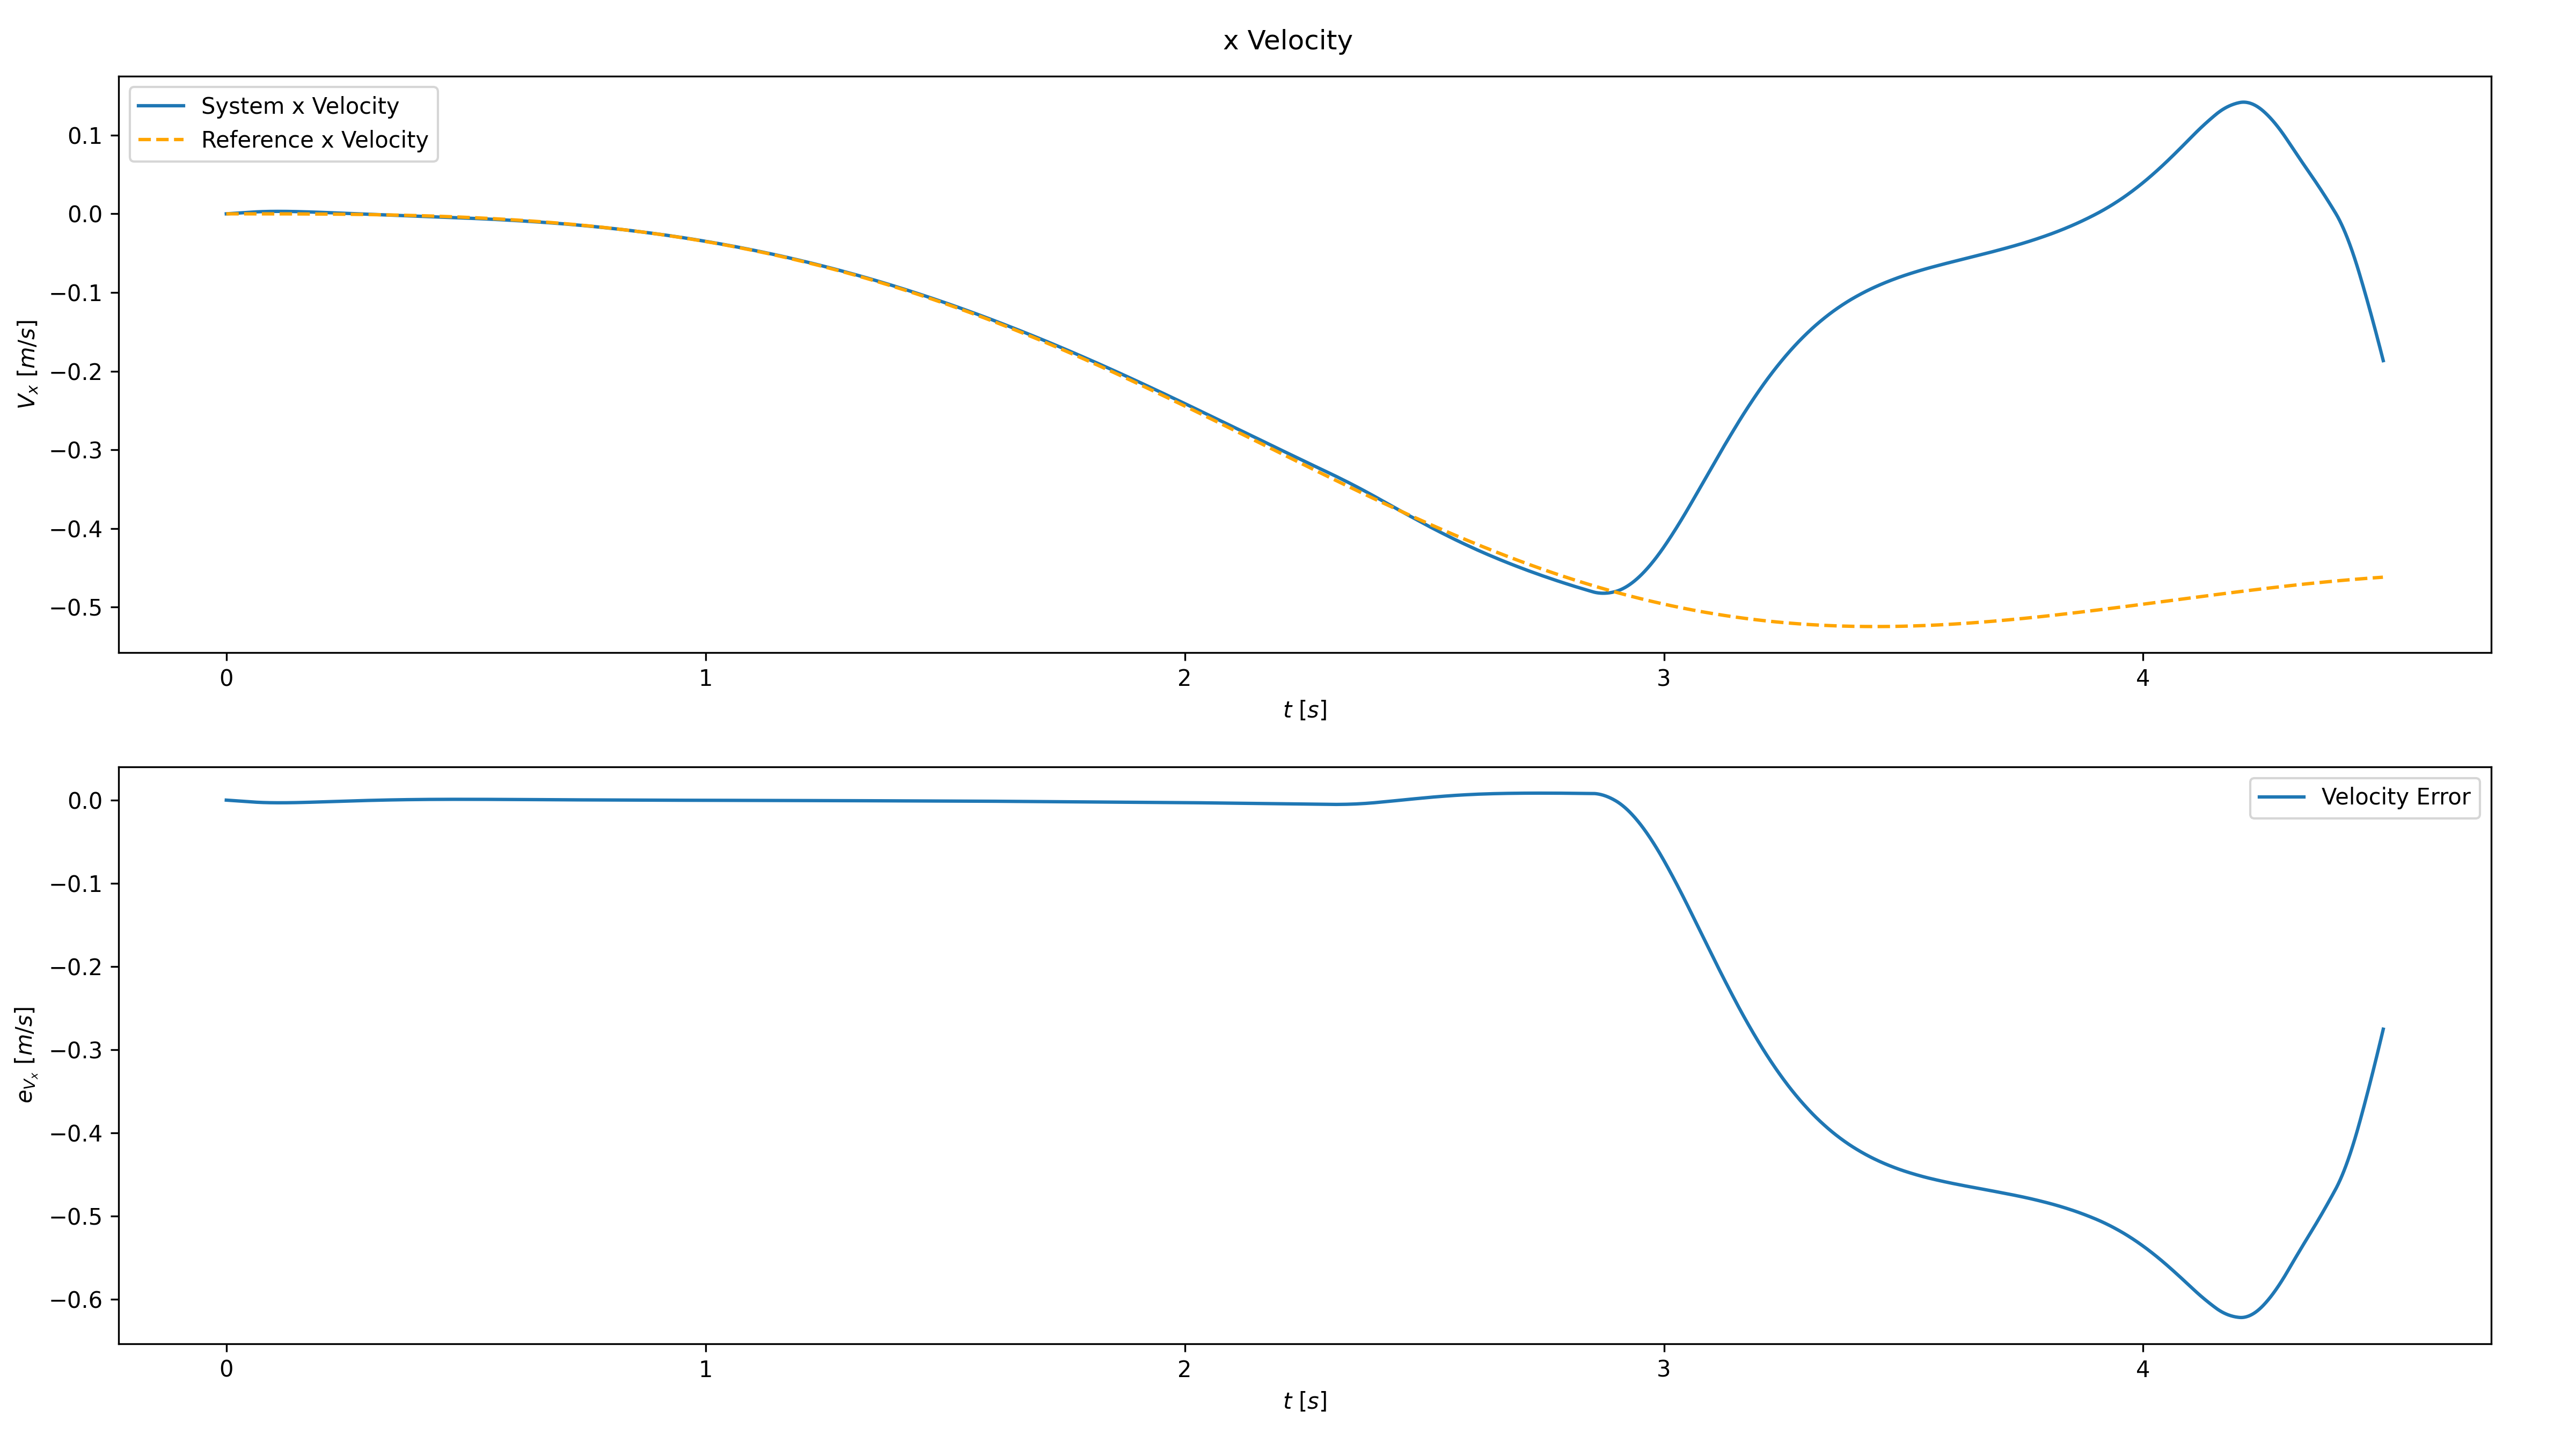 x Velocity
System x Velocity
Reference x Velocity
0.1
0.0
−0.1
−0.2
−0.3
−0.4
−0.5
V_x [m/s]
0 1 2 3 4
t [s]
Velocity Error
0.0
−0.1
−0.2
−0.3
−0.4
−0.5
−0.6
e_{V_x} [m/s]
0 1 2 3 4
t [s]